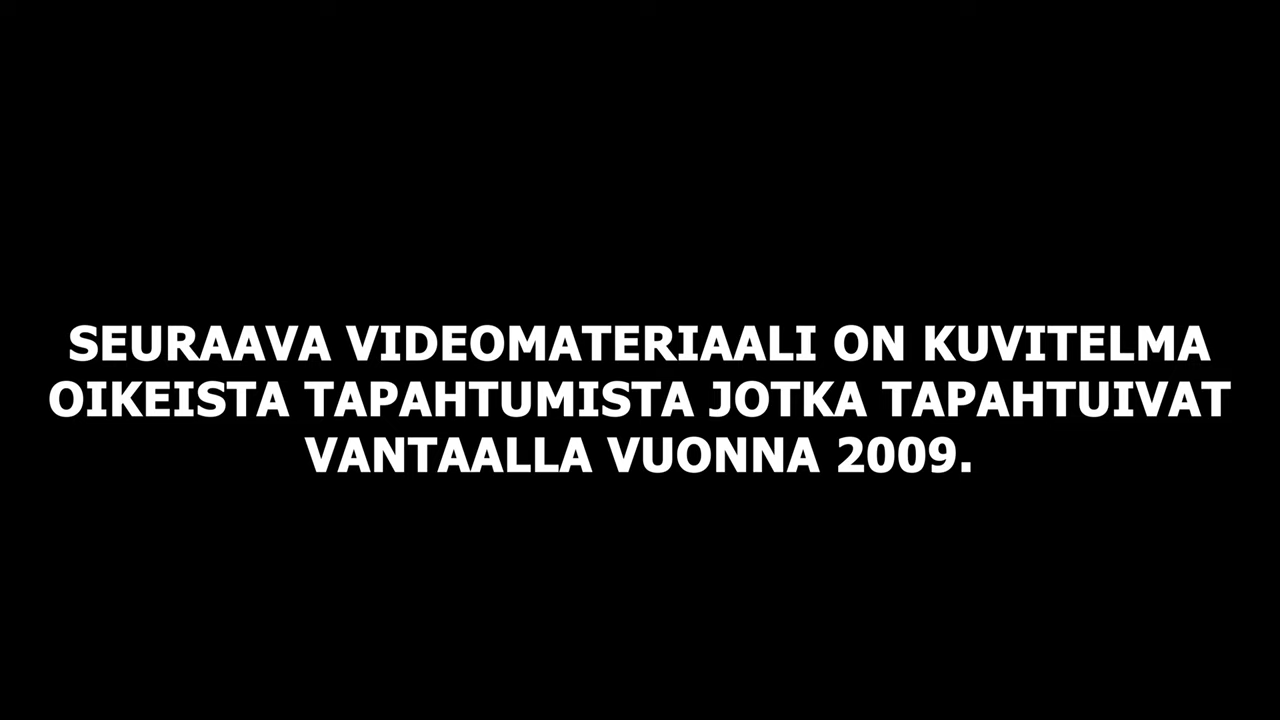 SEURAAVA VIDEOMATERIAALI ON KUVITELMA
OIKEISTA TAPAHTUMISTA JOTKA TAPAHTUIVAT
VANTAALLA VUONNA 2009.